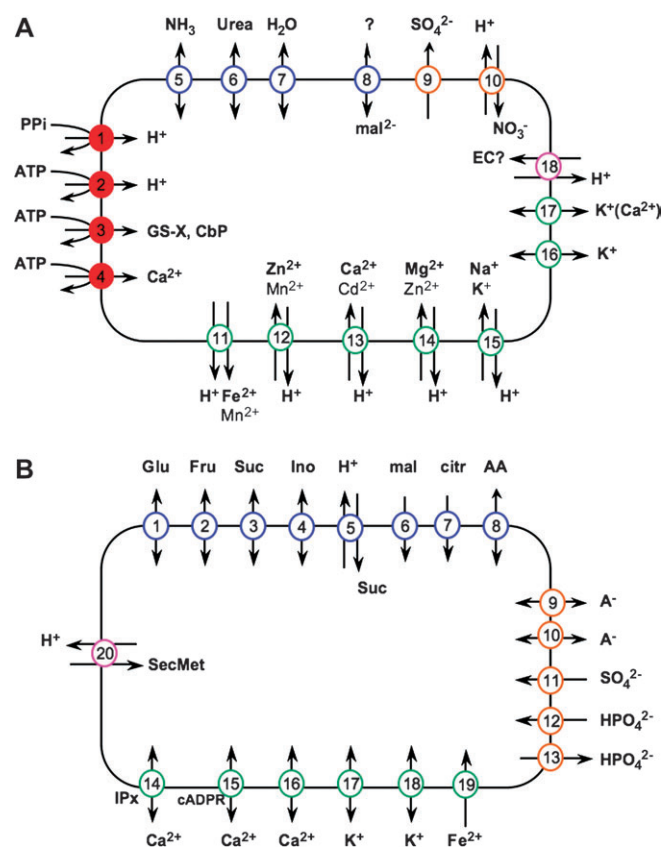 A
NH₃ Urea H₂O ? SO₄²⁻ H⁺
5 6 7 8 9 10
mal²⁻ NO₃⁻
PPi 1 H⁺
ATP 2 H⁺
ATP 3 GS-X, CbP
ATP 4 Ca²⁺
EC? 18 H⁺
17 K⁺(Ca²⁺)
16 K⁺
Zn²⁺ Ca²⁺ Mg²⁺ Na⁺
Mn²⁺ Cd²⁺ Zn²⁺ K⁺
11 12 13 14 15
H⁺ Fe²⁺ H⁺ H⁺ H⁺ H⁺
Mn²⁺
B
Glu Fru Suc Ino H⁺ mal citr AA
1 2 3 4 5 6 7 8
Suc
9 A⁻
10 A⁻
11 SO₄²⁻
12 HPO₄²⁻
13 HPO₄²⁻
H⁺ 20 SecMet
14 15 16 17 18 19
IPx cADPR
Ca²⁺ Ca²⁺ Ca²⁺ K⁺ K⁺ Fe²⁺